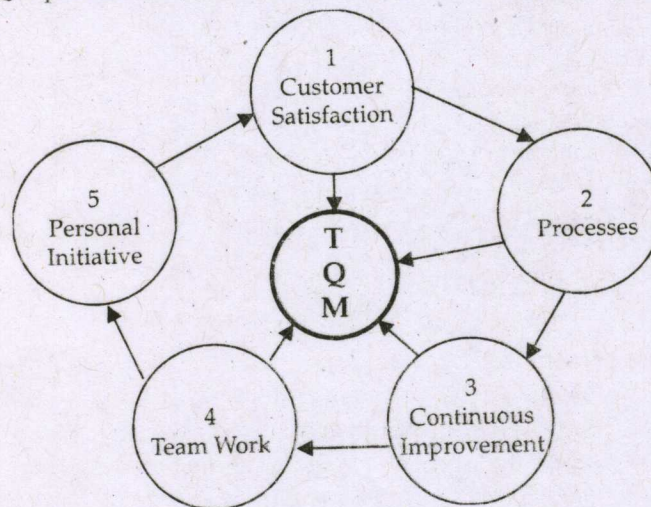 1
Customer
Satisfaction
2
Processes
3
Continuous
Improvement
4
Team Work
5
Personal
Initiative
T
Q
M